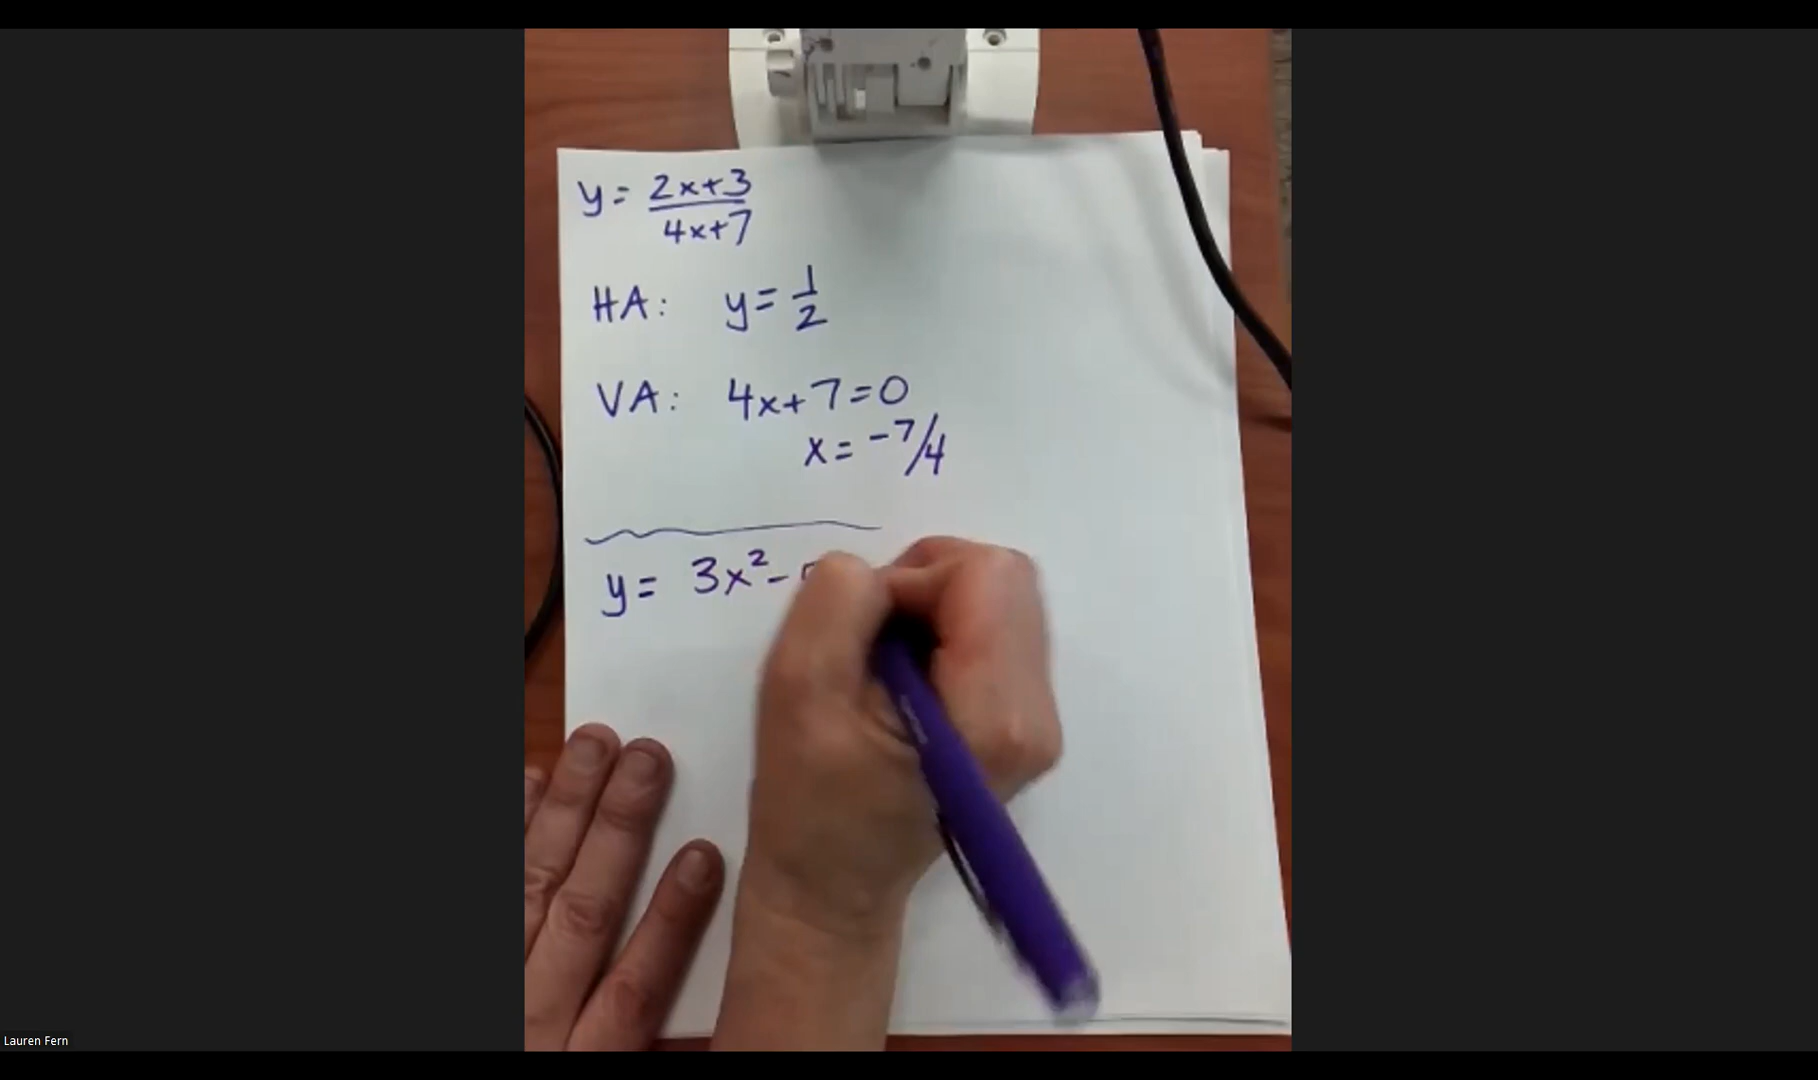 y = 2x+3
4x+7
HA: y = 1/2
VA: 4x+7=0
x = -7/4
y = 3x² -
Lauren Fern